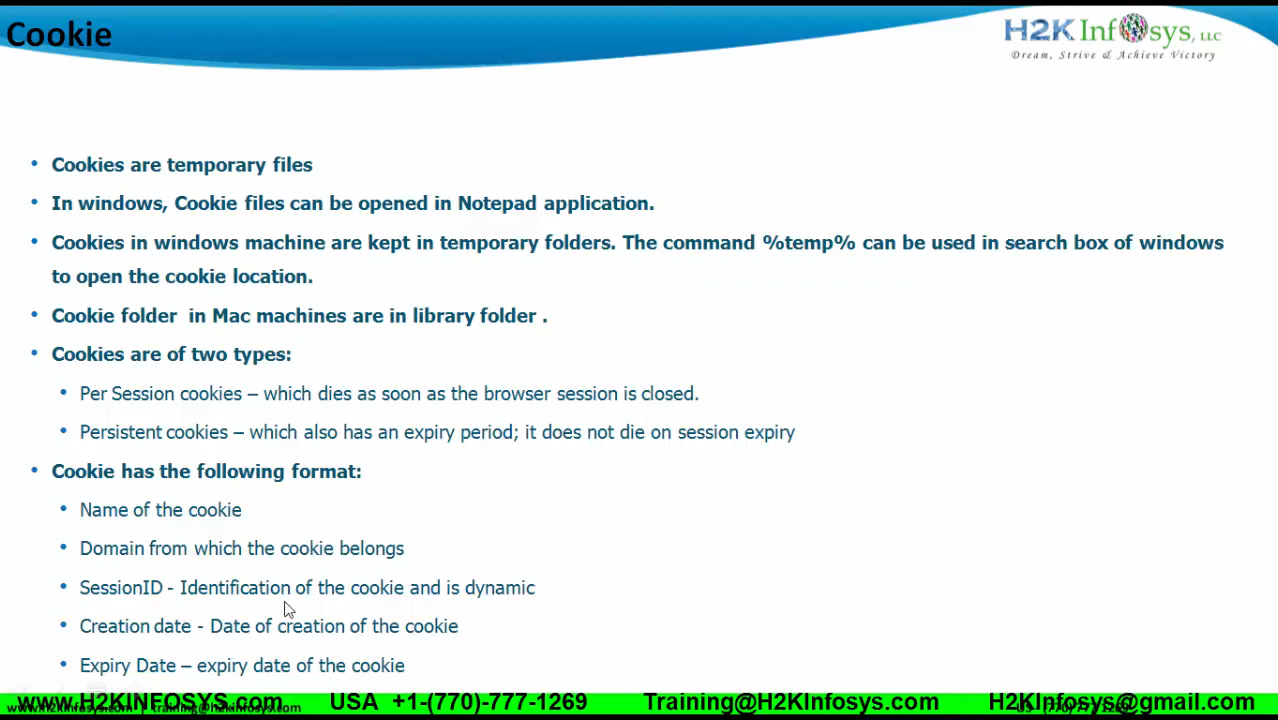 Cookie
H2K Infosys, LLC
Dream, Strive & Achieve Victory
• Cookies are temporary files
• In windows, Cookie files can be opened in Notepad application.
• Cookies in windows machine are kept in temporary folders. The command %temp% can be used in search box of windows
to open the cookie location.
• Cookie folder in Mac machines are in library folder .
• Cookies are of two types:
• Per Session cookies – which dies as soon as the browser session is closed.
• Persistent cookies – which also has an expiry period; it does not die on session expiry
• Cookie has the following format:
• Name of the cookie
• Domain from which the cookie belongs
• SessionID - Identification of the cookie and is dynamic
• Creation date - Date of creation of the cookie
• Expiry Date – expiry date of the cookie
www.H2KINFOSYS.com USA +1-(770)-777-1269 Training@H2KInfosys.com H2KInfosys@gmail.com
www.h2kinfosys.com | training@h2kinfosys.com